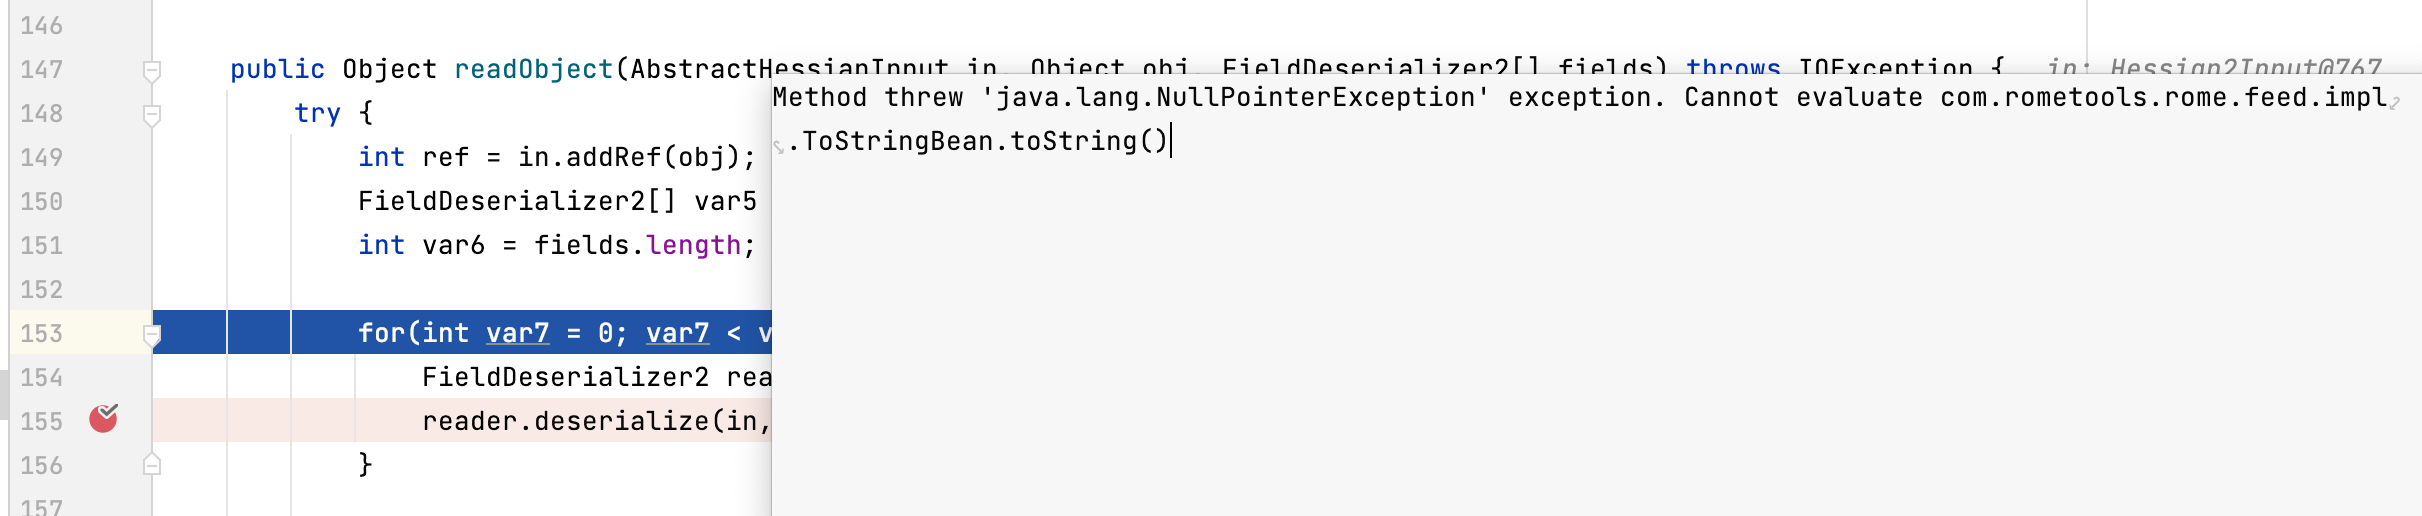 146
147 public Object readObject(AbstractHessianInput in, Object obj, FieldDeserializer2[] fields) throws IOException { in: Hessian2Input@767
148 try {
Method threw 'java.lang.NullPointerException' exception. Cannot evaluate com.rometools.rome.feed.impl
.ToStringBean.toString()
149 int ref = in.addRef(obj);
150 FieldDeserializer2[] var5
151 int var6 = fields.length;
152
153 for(int var7 = 0; var7 < v
154 FieldDeserializer2 rea
155 reader.deserialize(in,
156 }
157